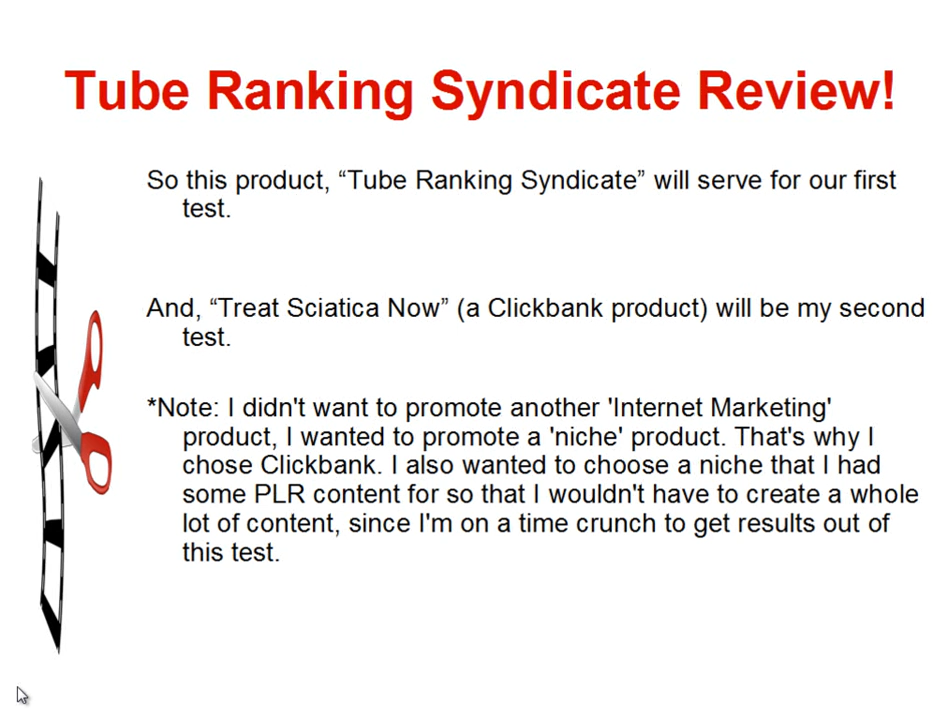 Tube Ranking Syndicate Review!
So this product, “Tube Ranking Syndicate” will serve for our first
test.
And, “Treat Sciatica Now” (a Clickbank product) will be my second
test.
*Note: I didn't want to promote another 'Internet Marketing'
product, I wanted to promote a 'niche' product. That's why I
chose Clickbank. I also wanted to choose a niche that I had
some PLR content for so that I wouldn't have to create a whole
lot of content, since I'm on a time crunch to get results out of
this test.